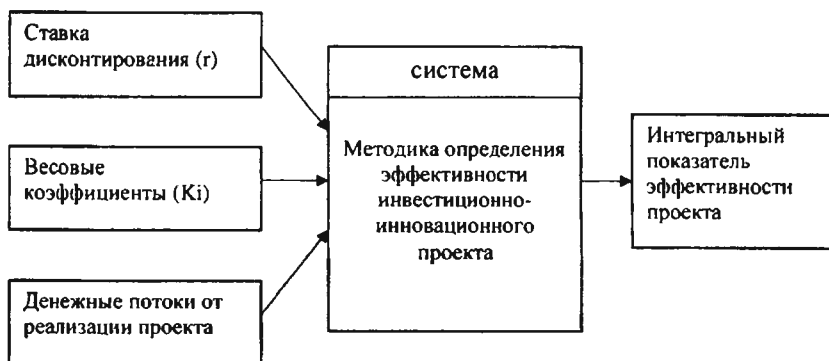 Ставка
дисконтирования (r)
Весовые
коэффициенты (Ki)
Денежные потоки от
реализации проекта
система
Методика определения
эффективности
инвестиционно-
инновационного
проекта
Интегральный
показатель
эффективности
проекта